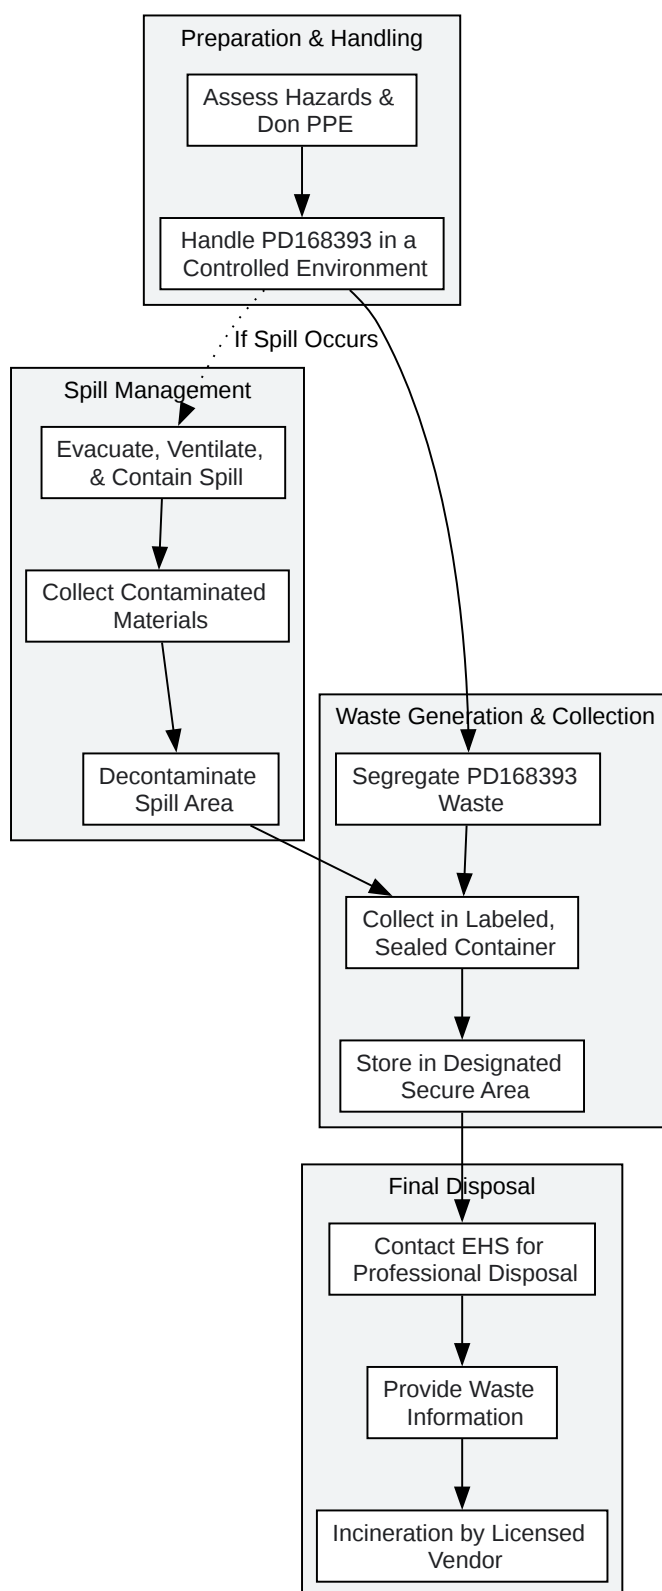 Preparation & Handling
Assess Hazards &
Don PPE
Handle PD168393 in a
Controlled Environment
If Spill Occurs
Spill Management
Evacuate, Ventilate,
& Contain Spill
Collect Contaminated
Materials
Decontaminate
Spill Area
Waste Generation & Collection
Segregate PD168393
Waste
Collect in Labeled,
Sealed Container
Store in Designated
Secure Area
Final Disposal
Contact EHS for
Professional Disposal
Provide Waste
Information
Incineration by Licensed
Vendor